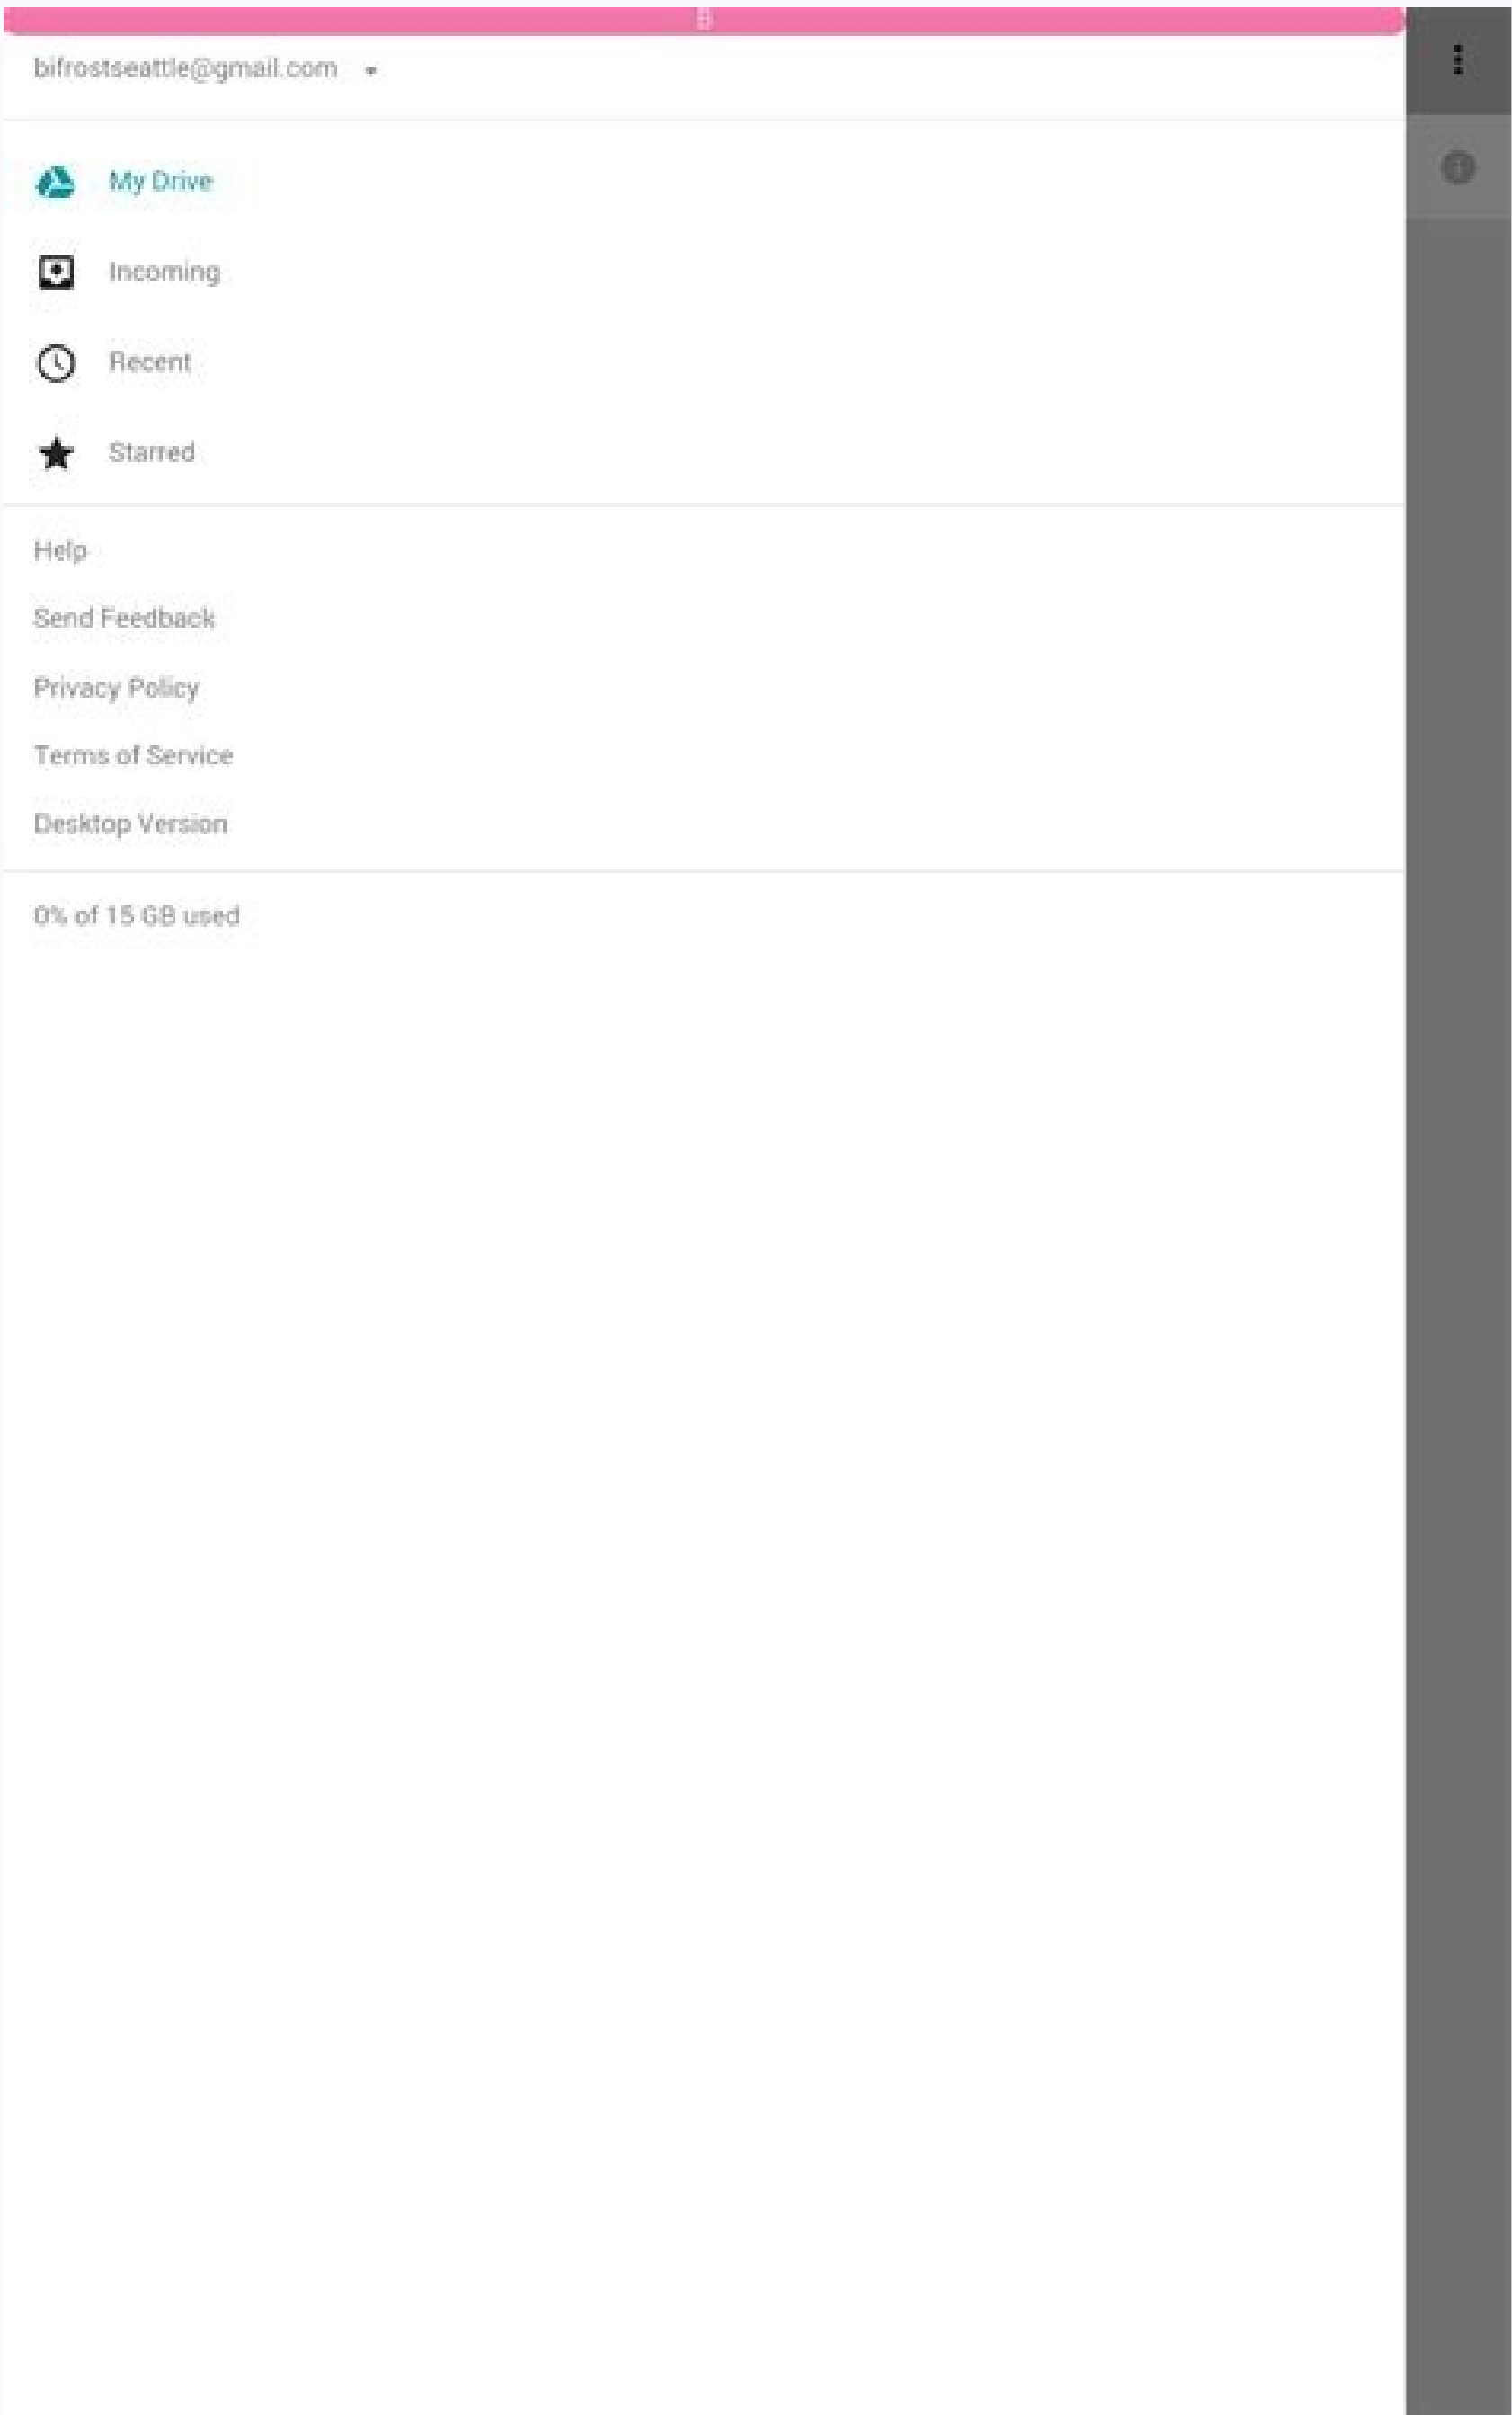 B
bifrostseattle@gmail.com
My Drive
Incoming
Recent
Starred
Help
Send Feedback
Privacy Policy
Terms of Service
Desktop Version
0% of 15 GB used